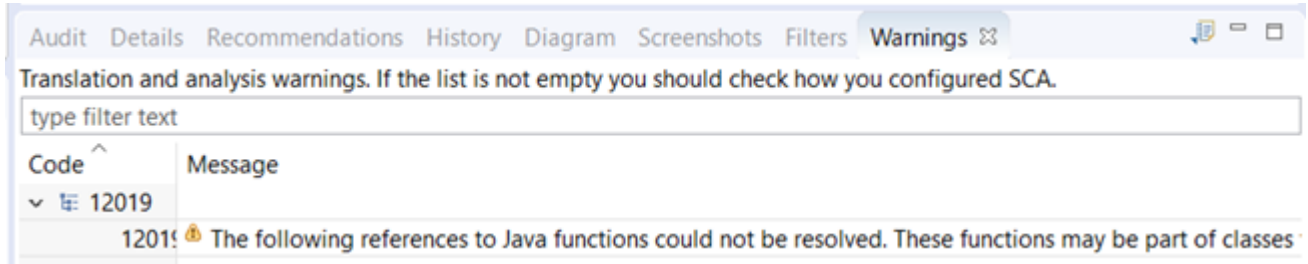 Audit Details Recommendations History Diagram Screenshots Filters Warnings
Translation and analysis warnings. If the list is not empty you should check how you configured SCA.
type filter text
Code Message
12019
12019 The following references to Java functions could not be resolved. These functions may be part of classes